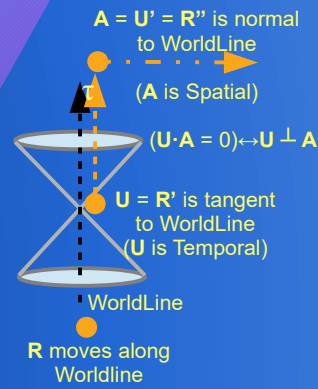 A = U' = R” is normal
to WorldLine
τ
(A is Spatial)
(U·A = 0)↔U ┴ A
U = R' is tangent
to WorldLine
(U is Temporal)
WorldLine
R moves along
Worldline